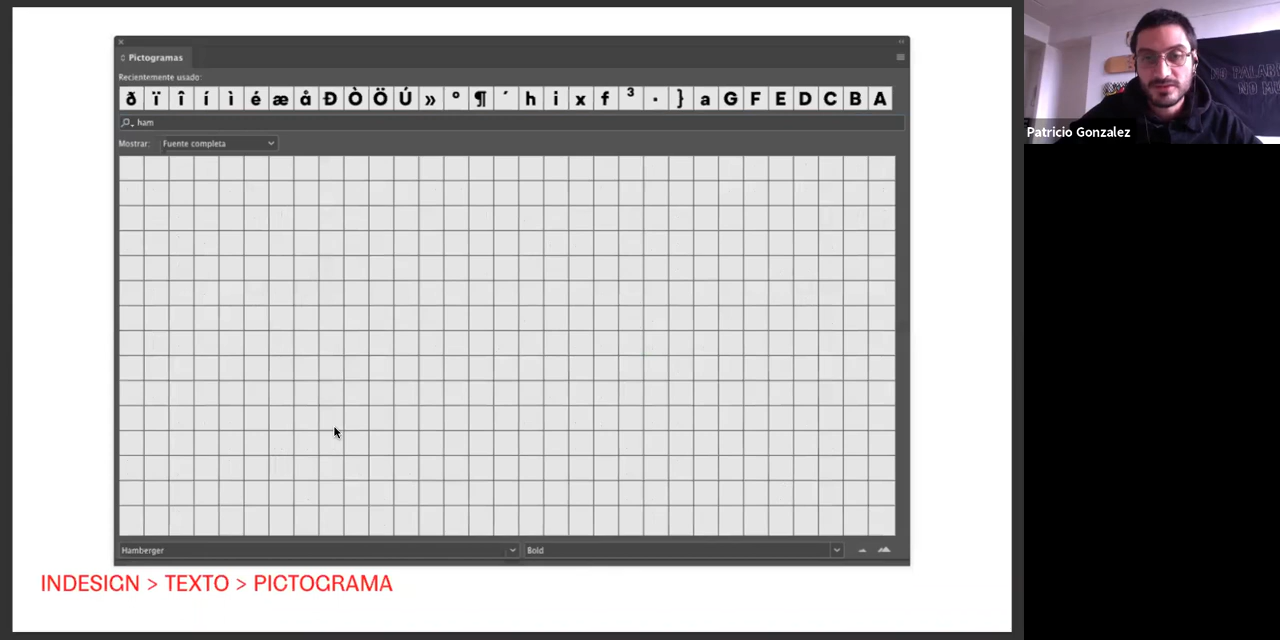 Pictogramas
Recientemente usado:
ð ï î í ì é æ å Ð Ò Ö Ú » º ¶ ´ h i x f ³ · } a G F E D C B A
ham
Mostrar: Fuente completa
Hamberger Bold
INDESIGN > TEXTO > PICTOGRAMA
Patricio Gonzalez